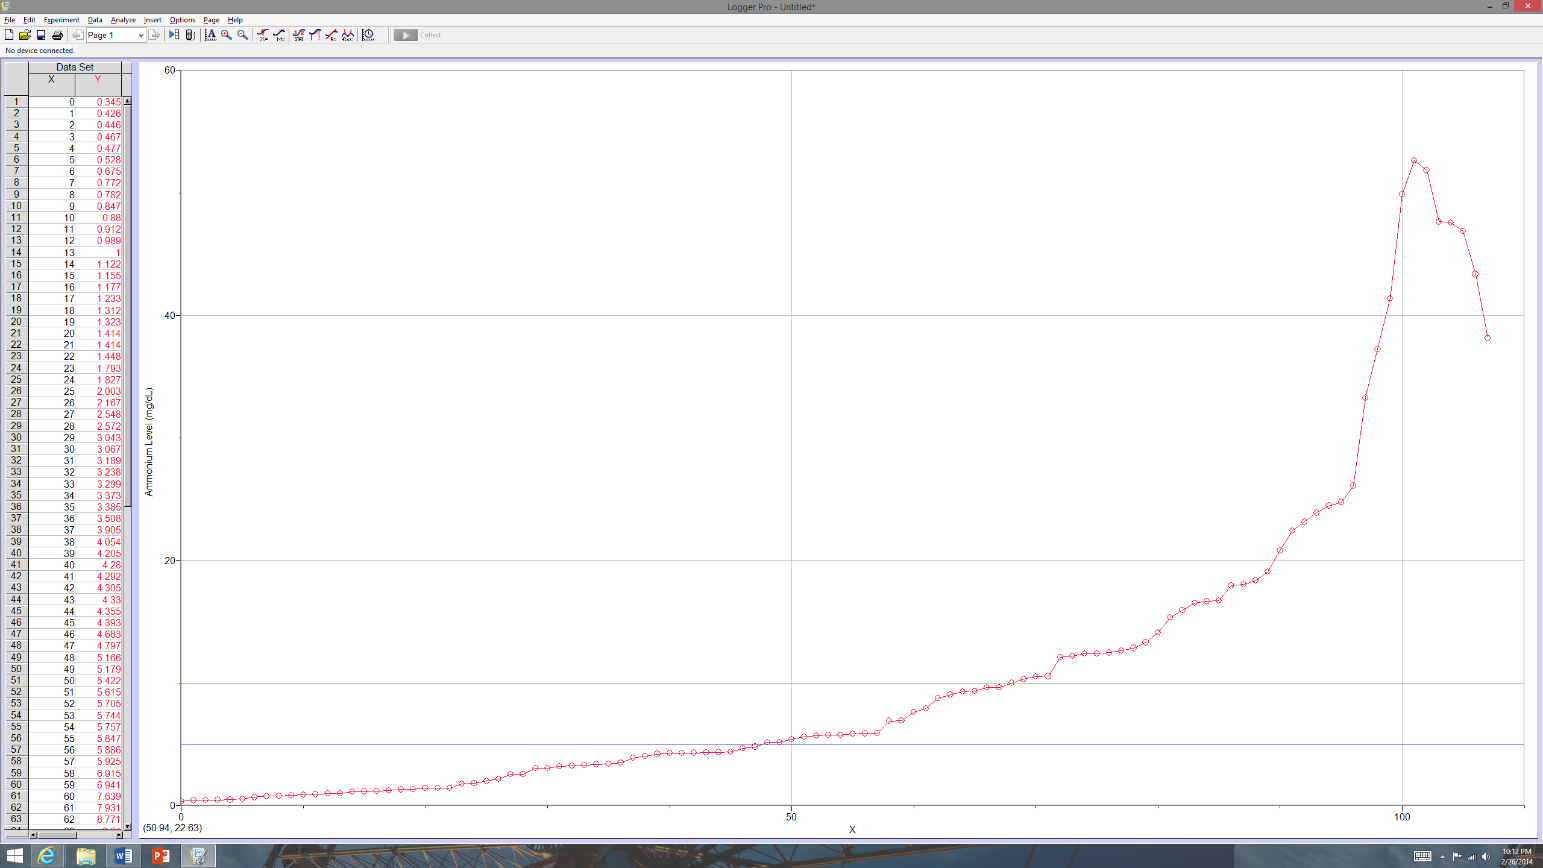 Logger Pro - Untitled*
File Edit Experiment Data Analyze Insert Options Page Help
Page 1
Collect
No device connected.
Data Set
X Y
1 0 0.345
2 1 0.426
3 2 0.446
4 3 0.467
5 4 0.477
6 5 0.528
7 6 0.675
8 7 0.772
9 8 0.782
10 9 0.847
11 10 0.88
12 11 0.912
13 12 0.989
14 13 1
15 14 1.122
16 15 1.155
17 16 1.177
18 17 1.233
19 18 1.312
20 19 1.323
21 20 1.414
22 21 1.414
23 22 1.448
24 23 1.793
25 24 1.827
26 25 2.003
27 26 2.167
28 27 2.548
29 28 2.572
30 29 3.043
31 30 3.067
32 31 3.189
33 32 3.238
34 33 3.299
35 34 3.373
36 35 3.385
37 36 3.508
38 37 3.905
39 38 4.054
40 39 4.205
41 40 4.28
42 41 4.292
43 42 4.305
44 43 4.33
45 44 4.355
46 45 4.393
47 46 4.683
48 47 4.797
49 48 5.166
50 49 5.179
51 50 5.422
52 51 5.615
53 52 5.705
54 53 5.744
55 54 5.757
56 55 5.847
57 56 5.886
58 57 5.925
59 58 6.915
60 59 6.941
61 60 7.639
62 61 7.931
63 62 8.771
60
40
20
0
Ammonium Level (mg/dL)
0 50 100
X
(50.94, 22.63)
10:12 PM
2/26/2014